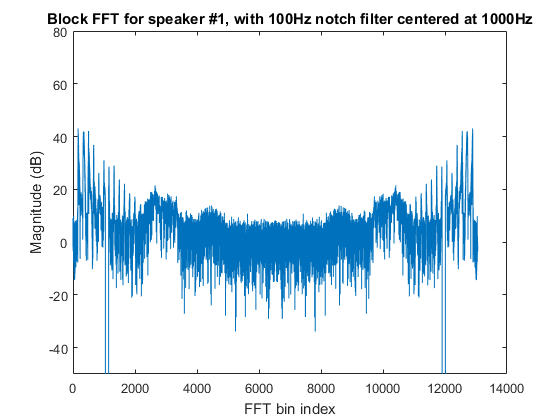 Block FFT for speaker #1, with 100Hz notch filter centered at 1000Hz
80
60
40
20
0
-20
-40
Magnitude (dB)
0 2000 4000 6000 8000 10000 12000 14000
FFT bin index